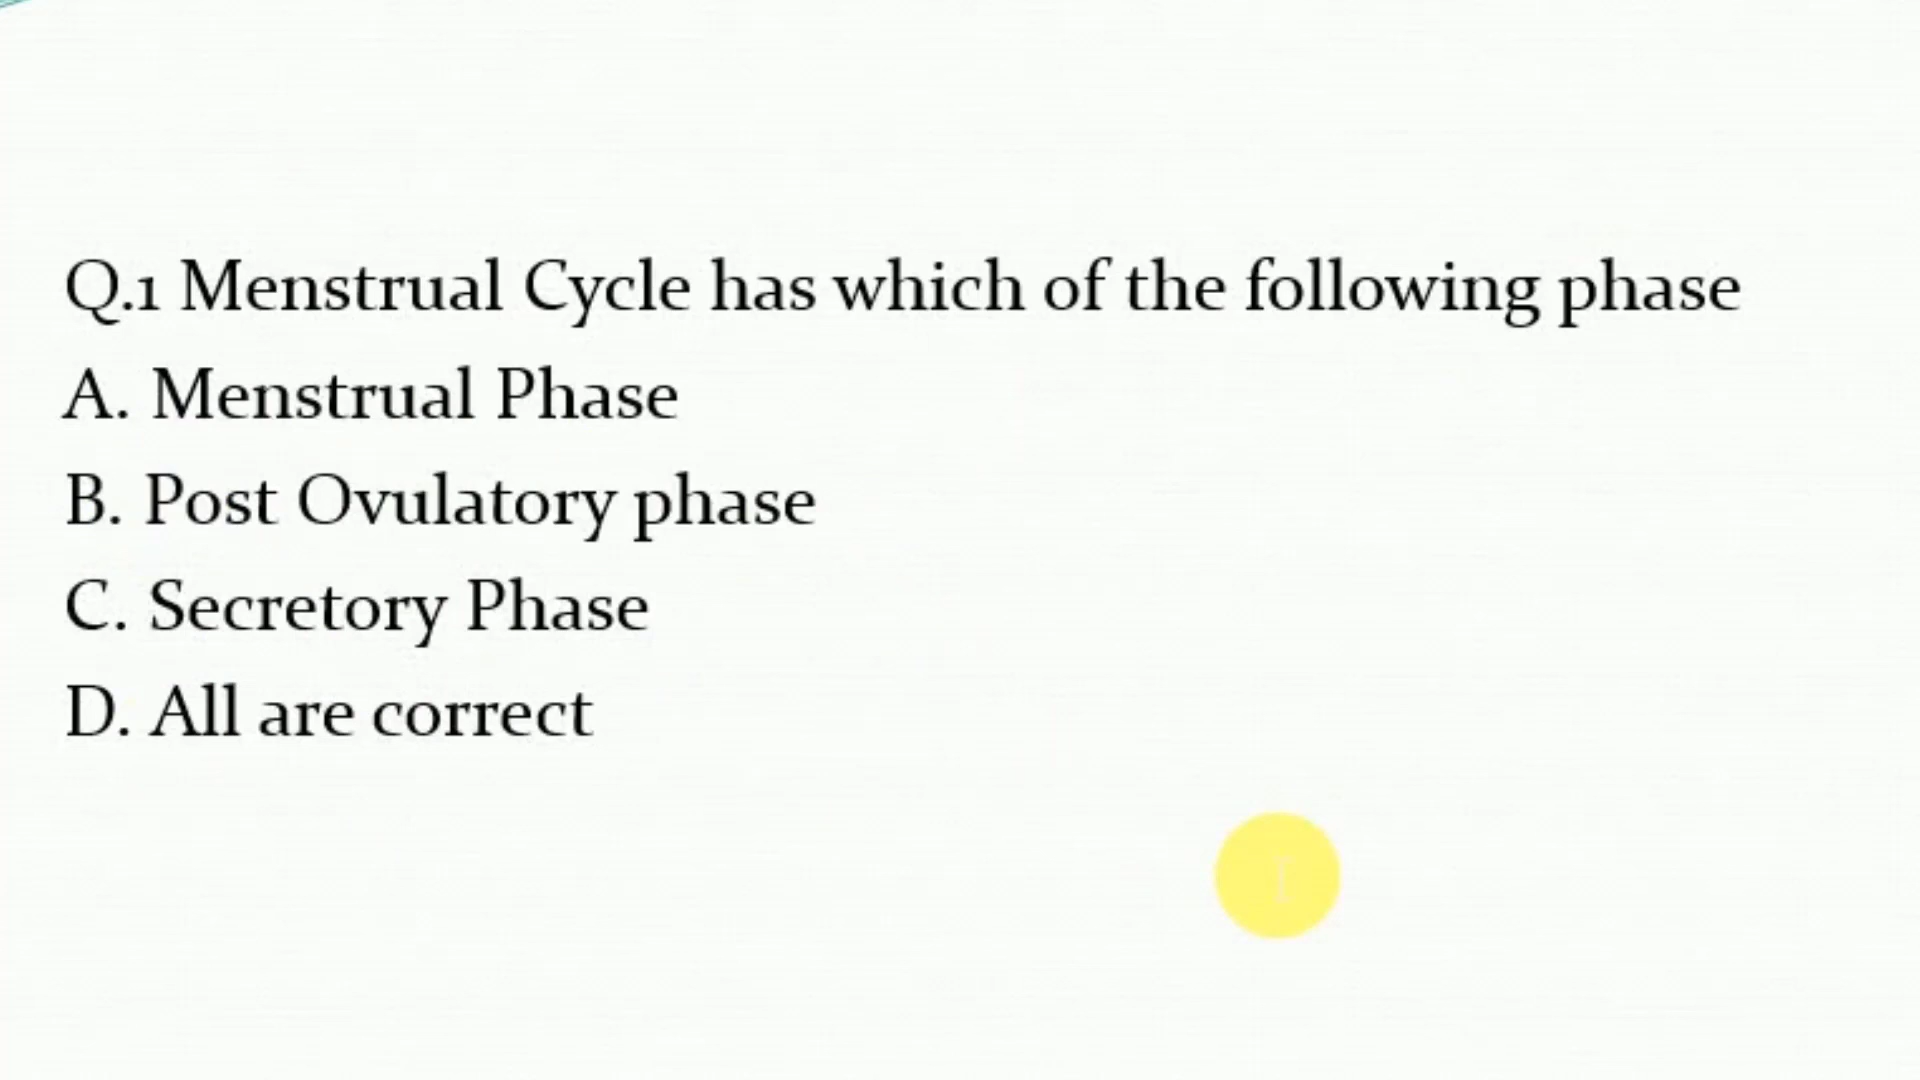 Q.1 Menstrual Cycle has which of the following phase
A. Menstrual Phase
B. Post Ovulatory phase
C. Secretory Phase
D. All are correct